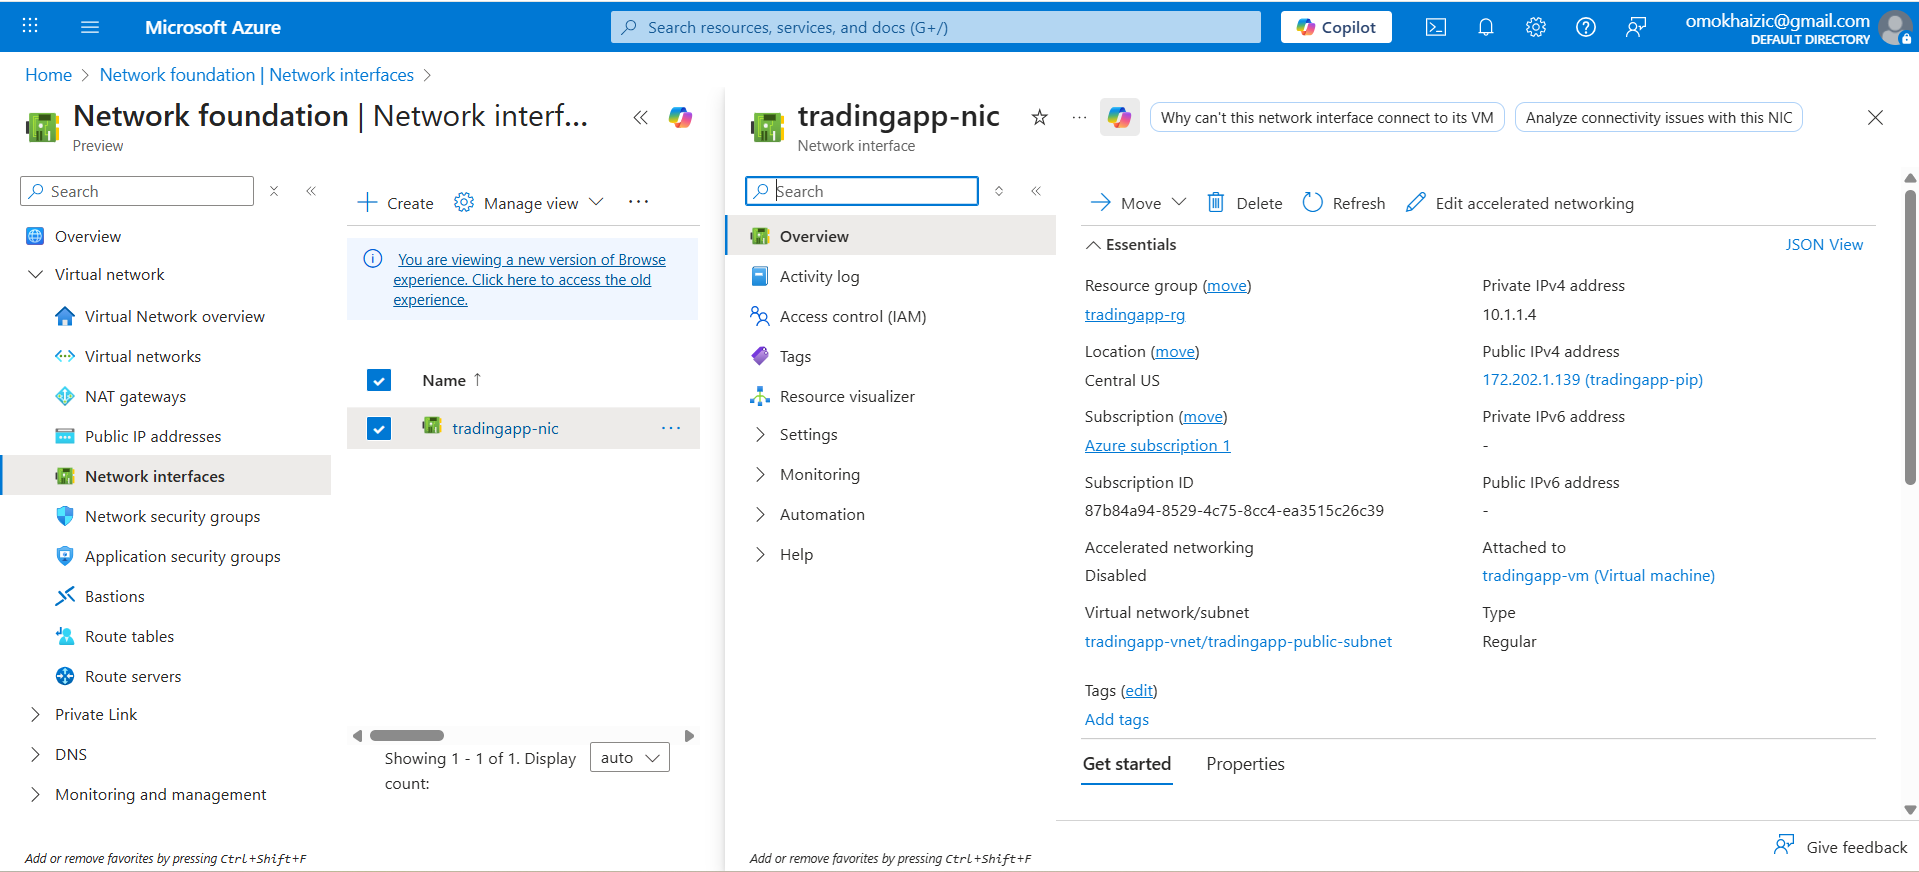 Microsoft Azure
Search resources, services, and docs (G+/)
Copilot
omokhaizic@gmail.com
DEFAULT DIRECTORY
Home > Network foundation | Network interfaces >
Network foundation | Network interf...
Preview
Search
Overview
Virtual network
Virtual Network overview
Virtual networks
NAT gateways
Public IP addresses
Network interfaces
Network security groups
Application security groups
Bastions
Route tables
Route servers
Private Link
DNS
Monitoring and management
Add or remove favorites by pressing Ctrl+Shift+F
Create
Manage view
You are viewing a new version of Browse
experience. Click here to access the old
experience.
Name ↑
tradingapp-nic
Showing 1 - 1 of 1. Display
count:
auto
tradingapp-nic
Network interface
Why can't this network interface connect to its VM
Analyze connectivity issues with this NIC
Search
Overview
Activity log
Access control (IAM)
Tags
Resource visualizer
Settings
Monitoring
Automation
Help
Add or remove favorites by pressing Ctrl+Shift+F
Move
Delete
Refresh
Edit accelerated networking
Essentials
JSON View
Resource group (move)
tradingapp-rg
Location (move)
Central US
Subscription (move)
Azure subscription 1
Subscription ID
87b84a94-8529-4c75-8cc4-ea3515c26c39
Accelerated networking
Disabled
Virtual network/subnet
tradingapp-vnet/tradingapp-public-subnet
Private IPv4 address
10.1.1.4
Public IPv4 address
172.202.1.139 (tradingapp-pip)
Private IPv6 address
-
Public IPv6 address
-
Attached to
tradingapp-vm (Virtual machine)
Type
Regular
Tags (edit)
Add tags
Get started
Properties
Give feedback